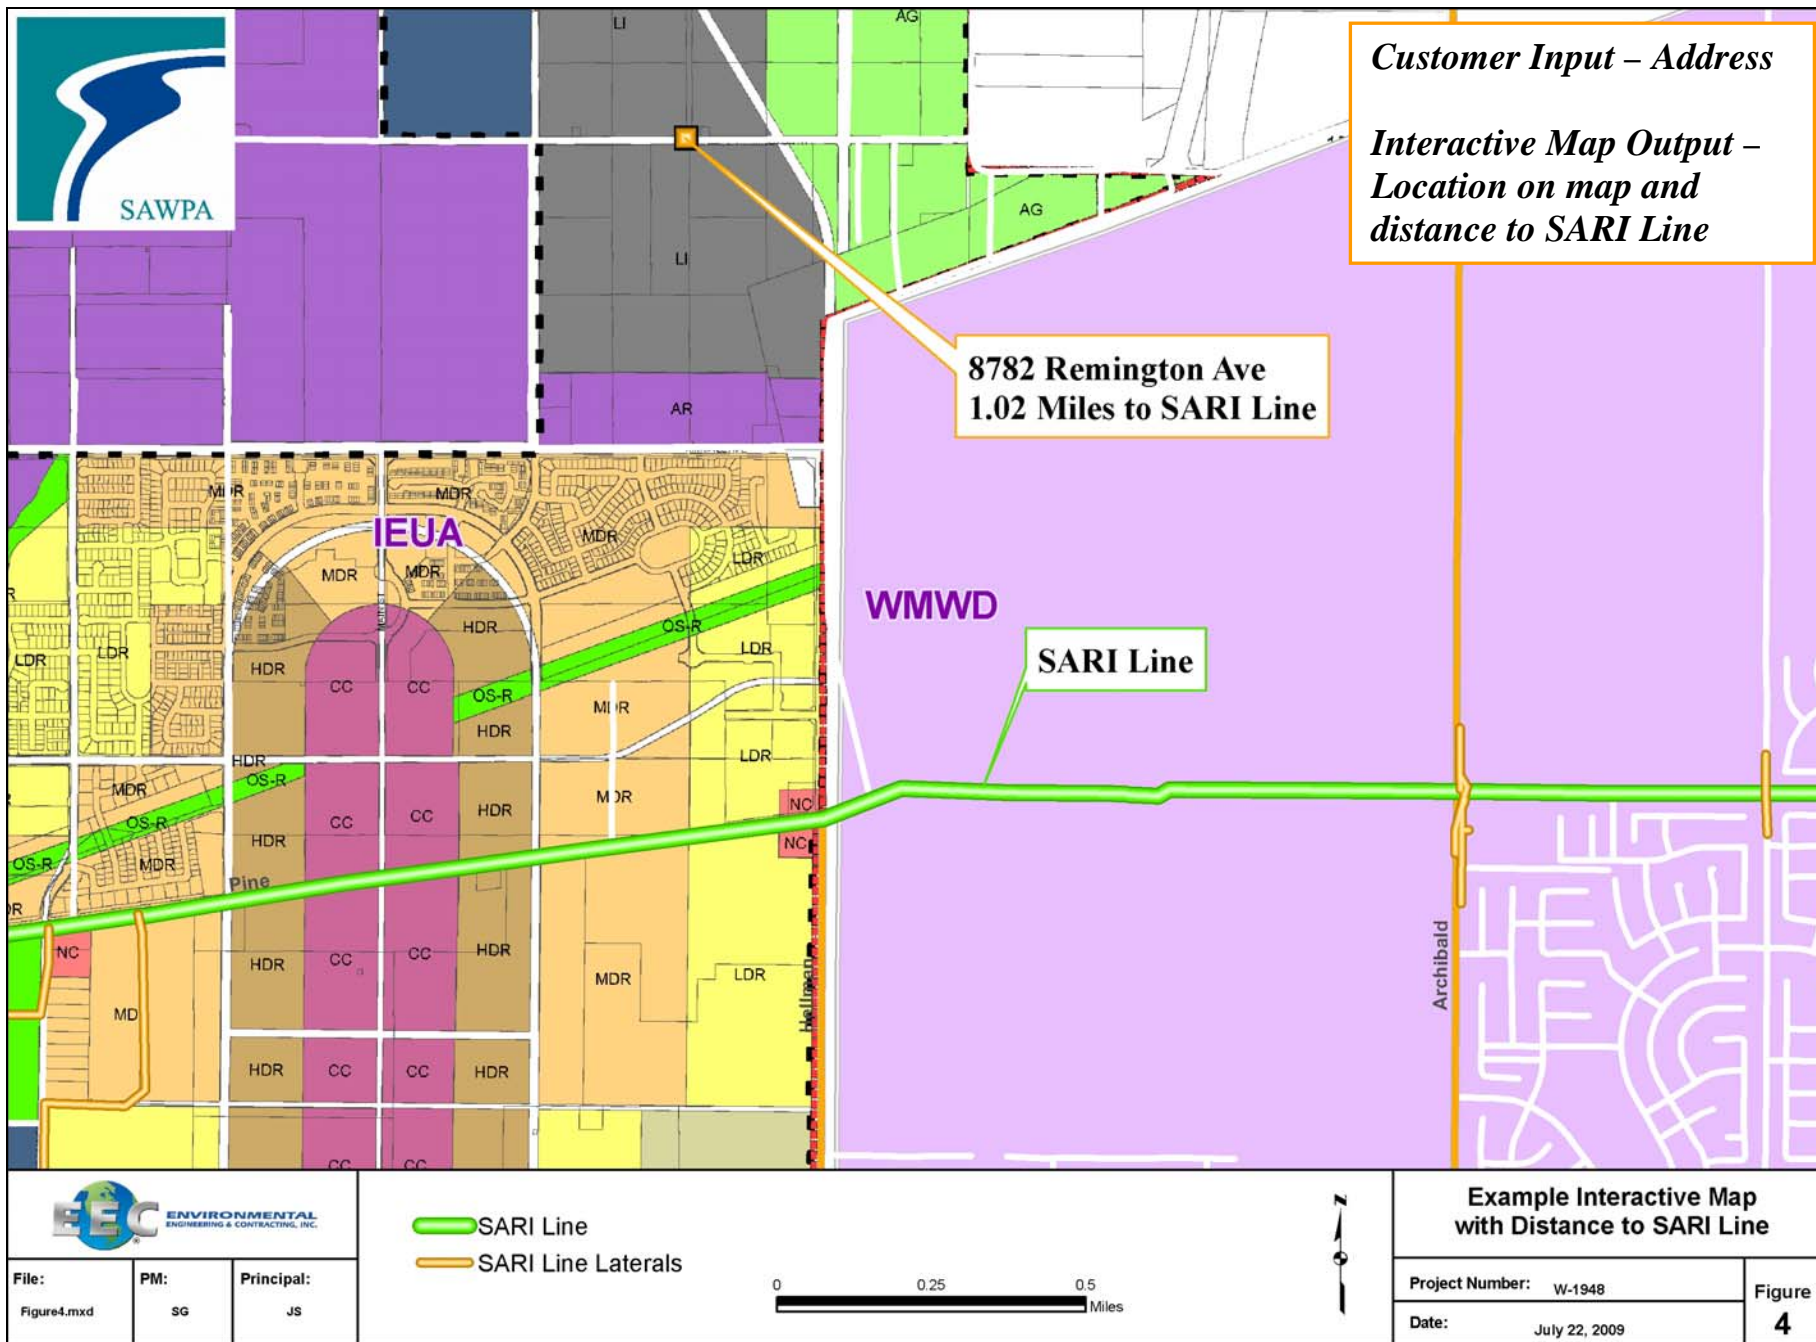 SAWPA
LI
AG
Customer Input – Address
Interactive Map Output –
Location on map and
distance to SARI Line
AG
LI
8782 Remington Ave
1.02 Miles to SARI Line
AR
MDR
MDR
IEUA
MDR
LDR
MDR
MDR
WMWD
HDR
OS-R
LDR
SARI Line
LDR
LDR
HDR
CC
CC
OS-R
MDR
HDR
LDR
HDR
OS-R
MDR
MDR
NC
HDR
CC
CC
OS-R
HDR
NC
OS-R
MDR
Pine
NC
HDR
CC
CC
HDR
MDR
LDR
Hellman
Archibald
MD
HDR
CC
CC
HDR
CC
CC
EEC ENVIRONMENTAL
ENGINEERING & CONTRACTING, INC.
®
SARI Line
SARI Line Laterals
0 0.25 0.5
Miles
N
Example Interactive Map
with Distance to SARI Line
File:
Figure4.mxd
PM:
SG
Principal:
JS
Project Number: W-1948
Date: July 22, 2009
Figure
4